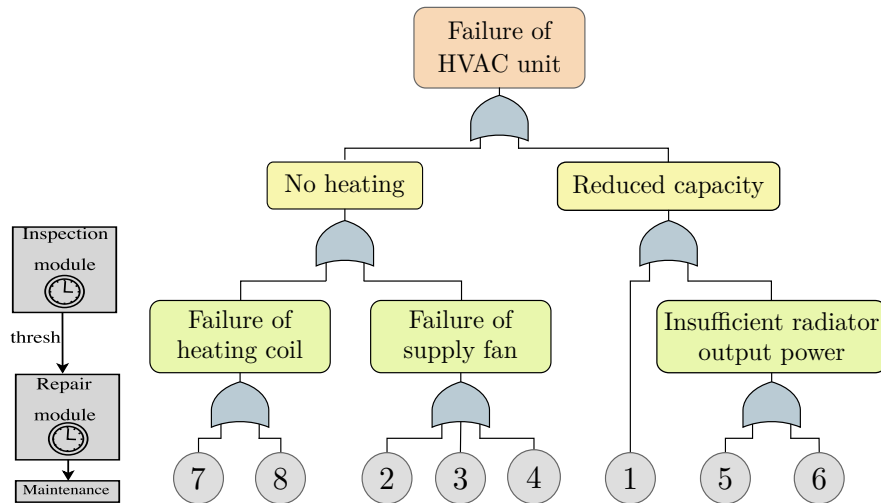 Failure of
HVAC unit
No heating
Reduced capacity
Inspection
module
thresh
Repair
module
Maintenance
Failure of
heating coil
Failure of
supply fan
Insufficient radiator
output power
7
8
2
3
4
1
5
6